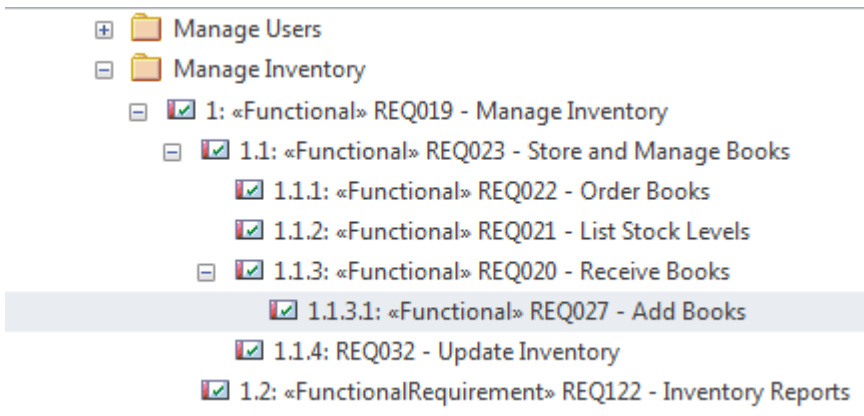 Manage Users
Manage Inventory
1: «Functional» REQ019 - Manage Inventory
1.1: «Functional» REQ023 - Store and Manage Books
1.1.1: «Functional» REQ022 - Order Books
1.1.2: «Functional» REQ021 - List Stock Levels
1.1.3: «Functional» REQ020 - Receive Books
1.1.3.1: «Functional» REQ027 - Add Books
1.1.4: REQ032 - Update Inventory
1.2: «FunctionalRequirement» REQ122 - Inventory Reports